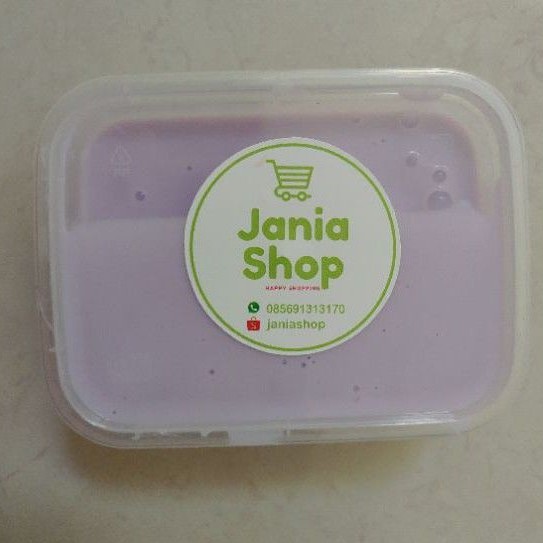 Jania
Shop
HAPPY SHOPPING
085691313170
janiashop